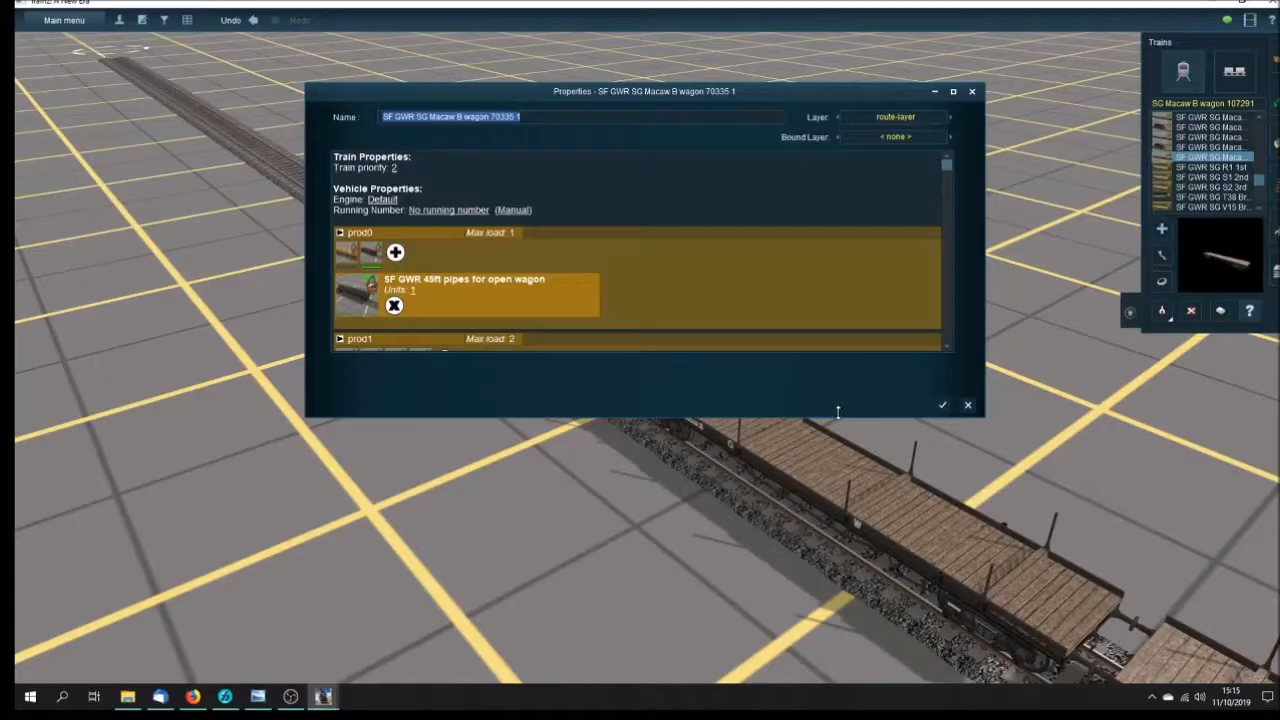 Trainz: A New Era
Main menu
Undo
Redo
?
Properties - SF GWR SG Macaw B wagon 70335 1
Name :
SF GWR SG Macaw B wagon 70335 1
Layer:
route-layer
Bound Layer:
< none >
Train Properties:
Train priority: 2
Vehicle Properties:
Engine: Default
Running Number: No running number (Manual)
prod0
Max load: 1
SF GWR 45ft pipes for open wagon
Units: 1
prod1
Max load: 2
Trains
SG Macaw B wagon 107291
SF GWR SG Maca...
SF GWR SG Maca...
SF GWR SG Maca...
SF GWR SG Maca...
SF GWR SG Maca...
SF GWR SG R1 1st
SF GWR SG S1 2nd
SF GWR SG S2 3rd
SF GWR SG T38 Br...
SF GWR SG V15 Br...
?
15:15
11/10/2019